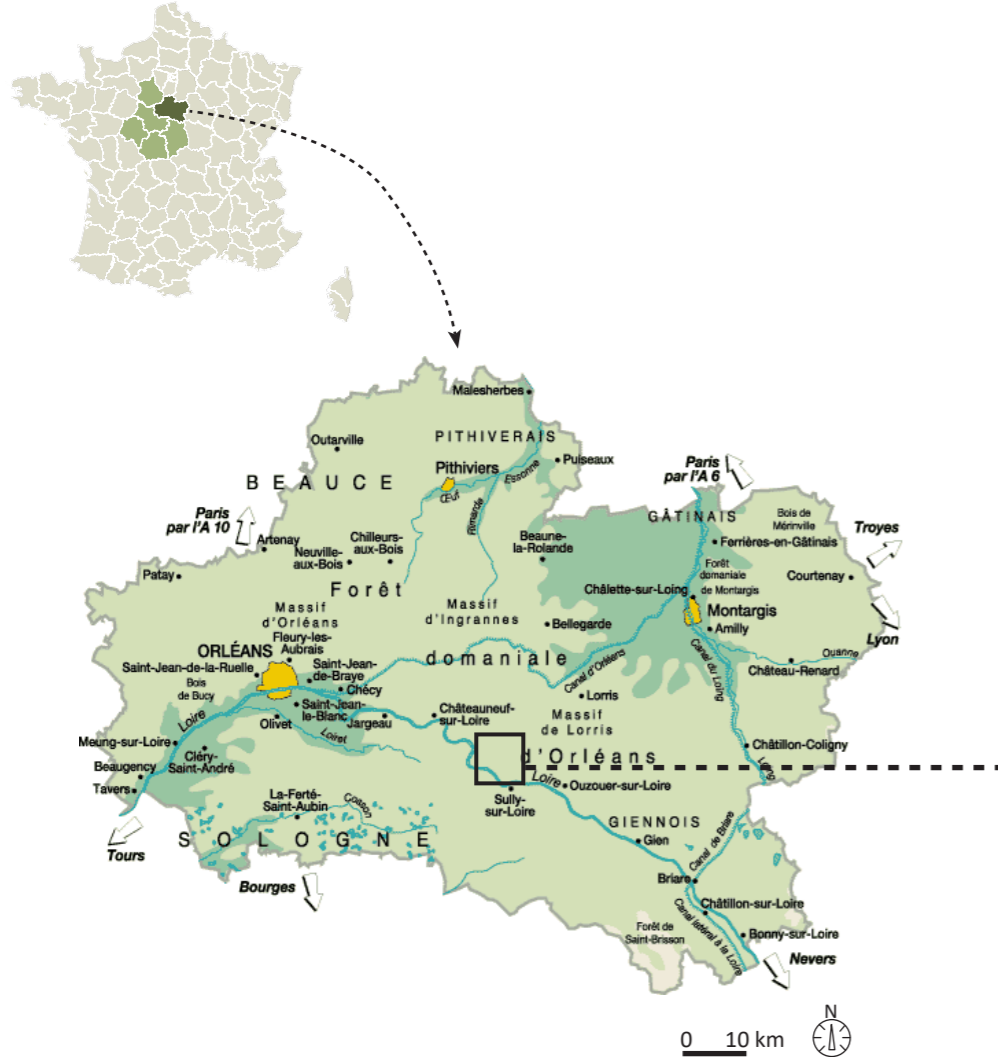 Malesherbes
PITHIVERAIS
Outarville
Puiseaux
Pithiviers
Essonne
BEAUCE
Œuf
Rimarde
Paris
par l'A 6
Paris
par l'A 10
GÂTINAIS
Bois de
Mérinville
Troyes
Artenay
Chilleurs-
aux-Bois
Neuville-
aux-Bois
Beaune-
la-Rolande
Ferrières-en-Gâtinais
Forêt
domaniale
de Montargis
Courtenay
Patay
Forêt
Châlette-sur-Loing
Massif
d'Orléans
Massif
d'Ingrannes
Montargis
Bellegarde
Amilly
Lyon
Fleury-les-
Aubrais
ORLÉANS
Saint-Jean-de-la-Ruelle
Saint-Jean-
de-Braye
domaniale
Canal d'Orléans
Canal du Loing
Ouanne
Château-Renard
Bois
de Bucy
Chécy
Lorris
Saint-Jean-
le-Blanc
Loire
Olivet
Jargeau
Châteauneuf-
sur-Loire
Massif
de Lorris
Loiret
Meung-sur-Loire
Cléry-
Saint-André
d'Orléans
Châtillon-Coligny
Loing
Beaugency
Tavers
Loire
Ouzouer-sur-Loire
Sully-
sur-Loire
La-Ferté-
Saint-Aubin
Cosson
GIENNOIS
SOLOGNE
Gien
Canal de Briare
Tours
Bourges
Briare
Châtillon-sur-Loire
Canal latéral à la Loire
Forêt de
Saint-Brisson
Bonny-sur-Loire
Nevers
N
0 10 km